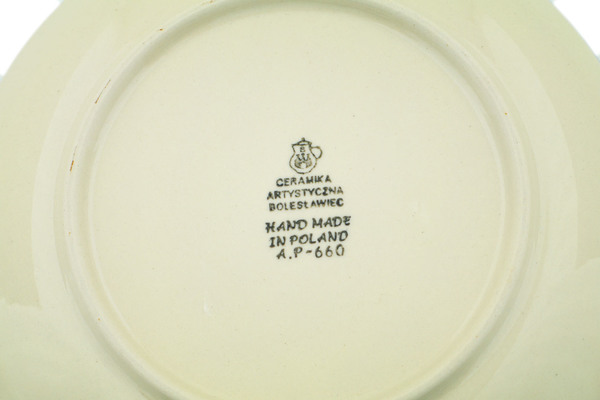 CERAMIKA
ARTYSTYCZNA
BOLESŁAWIEC
HAND MADE
IN POLAND
A.P-660